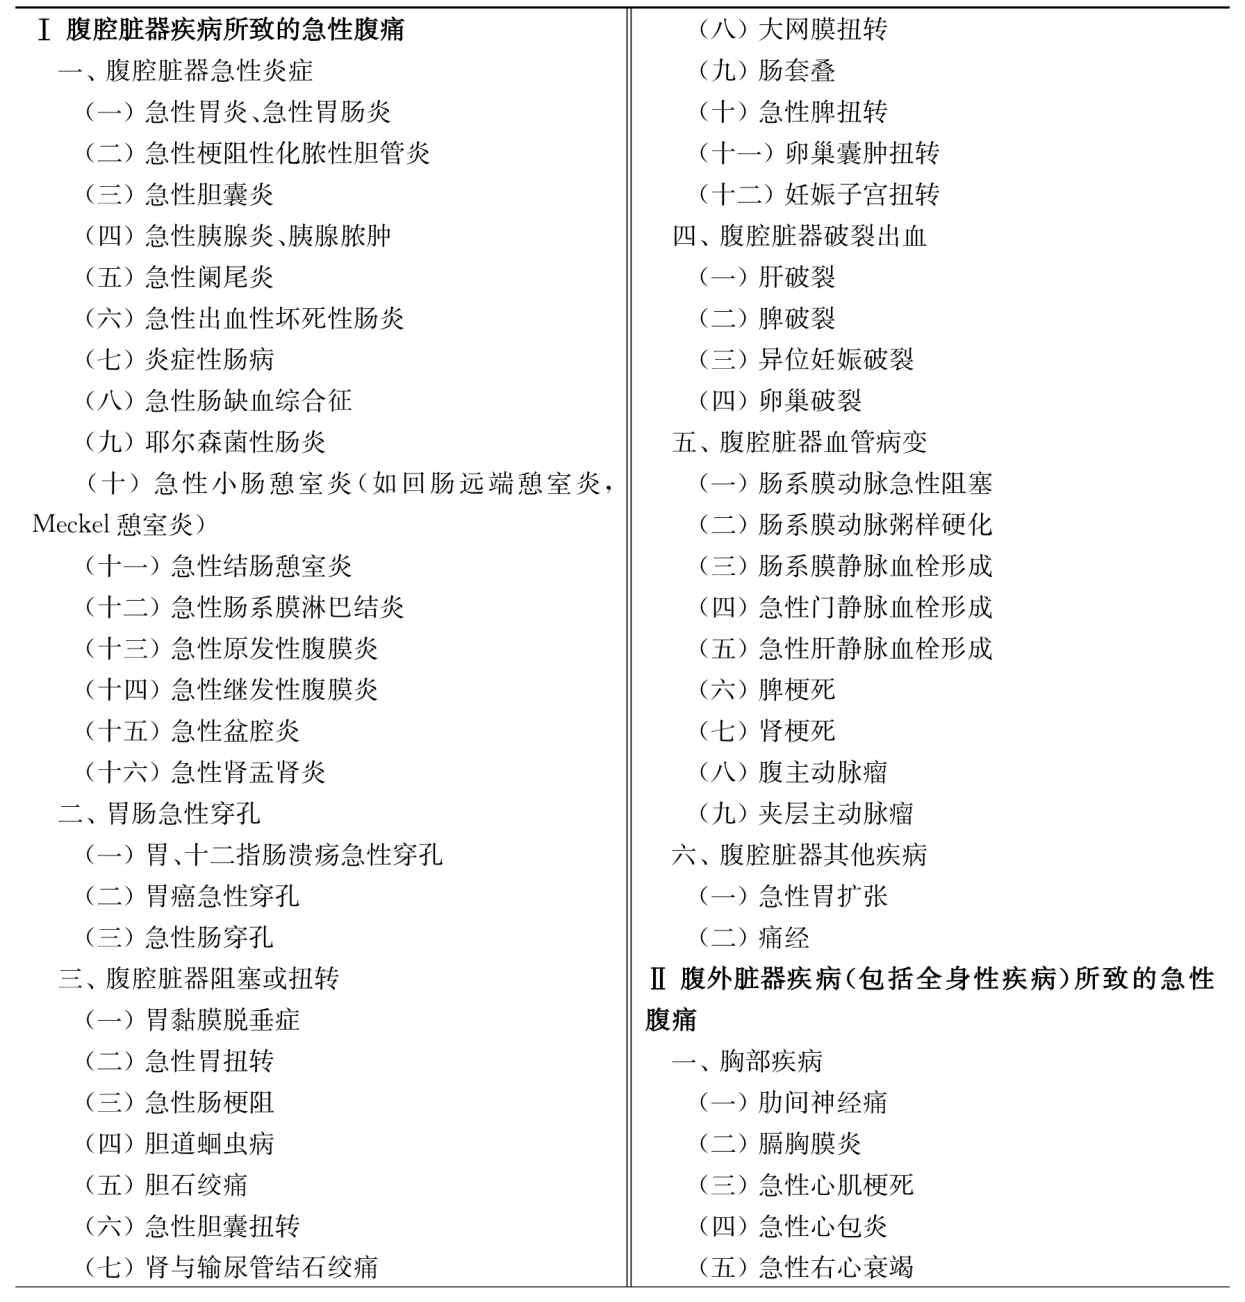 Ⅰ 腹腔脏器疾病所致的急性腹痛
一、腹腔脏器急性炎症
（一）急性胃炎、急性胃肠炎
（二）急性梗阻性化脓性胆管炎
（三）急性胆囊炎
（四）急性胰腺炎、胰腺脓肿
（五）急性阑尾炎
（六）急性出血性坏死性肠炎
（七）炎症性肠病
（八）急性肠缺血综合征
（九）耶尔森菌性肠炎
（十）急性小肠憩室炎（如回肠远端憩室炎，
Meckel 憩室炎）
（十一）急性结肠憩室炎
（十二）急性肠系膜淋巴结炎
（十三）急性原发性腹膜炎
（十四）急性继发性腹膜炎
（十五）急性盆腔炎
（十六）急性肾盂肾炎
二、胃肠急性穿孔
（一）胃、十二指肠溃疡急性穿孔
（二）胃癌急性穿孔
（三）急性肠穿孔
三、腹腔脏器阻塞或扭转
（一）胃黏膜脱垂症
（二）急性胃扭转
（三）急性肠梗阻
（四）胆道蛔虫病
（五）胆石绞痛
（六）急性胆囊扭转
（七）肾与输尿管结石绞痛
（八）大网膜扭转
（九）肠套叠
（十）急性脾扭转
（十一）卵巢囊肿扭转
（十二）妊娠子宫扭转
四、腹腔脏器破裂出血
（一）肝破裂
（二）脾破裂
（三）异位妊娠破裂
（四）卵巢破裂
五、腹腔脏器血管病变
（一）肠系膜动脉急性阻塞
（二）肠系膜动脉粥样硬化
（三）肠系膜静脉血栓形成
（四）急性门静脉血栓形成
（五）急性肝静脉血栓形成
（六）脾梗死
（七）肾梗死
（八）腹主动脉瘤
（九）夹层主动脉瘤
六、腹腔脏器其他疾病
（一）急性胃扩张
（二）痛经
Ⅱ 腹外脏器疾病（包括全身性疾病）所致的急性
腹痛
一、胸部疾病
（一）肋间神经痛
（二）膈胸膜炎
（三）急性心肌梗死
（四）急性心包炎
（五）急性右心衰竭